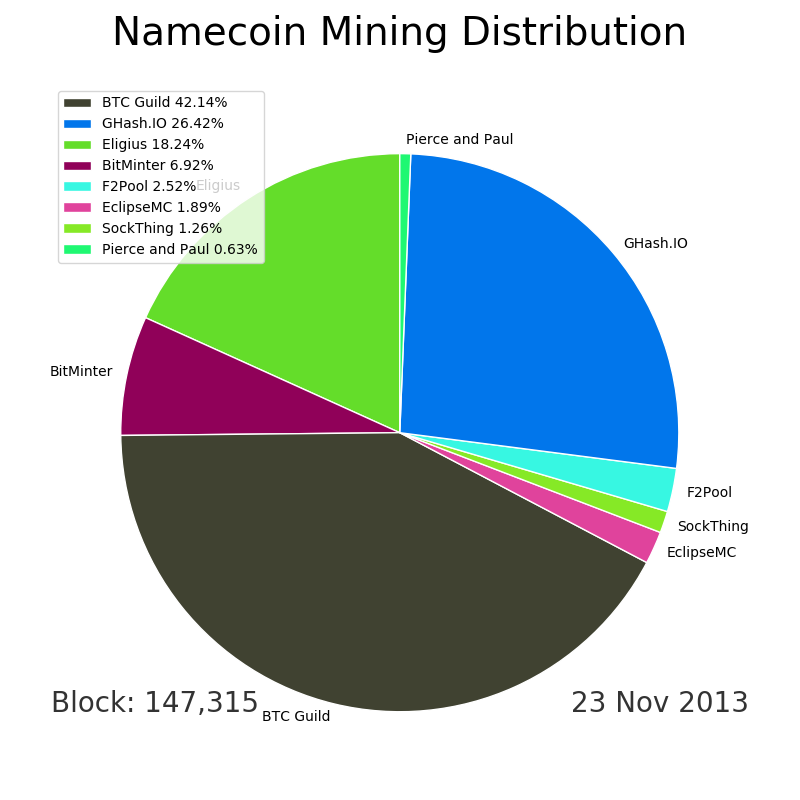 Namecoin Mining Distribution
BTC Guild 42.14%
GHash.IO 26.42%
Eligius 18.24%
BitMinter 6.92%
F2Pool 2.52%
EclipseMC 1.89%
SockThing 1.26%
Pierce and Paul 0.63%
Eligius
Pierce and Paul
GHash.IO
BitMinter
F2Pool
SockThing
EclipseMC
BTC Guild
Block: 147,315
23 Nov 2013